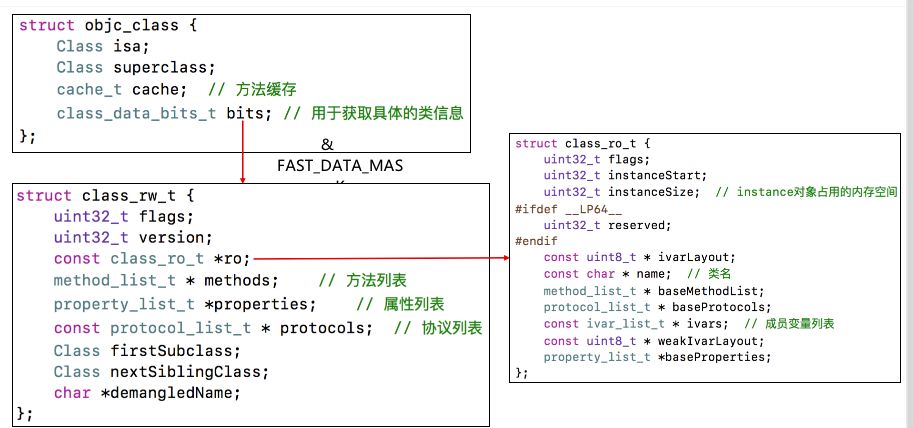 struct objc_class {
Class isa;
Class superclass;
cache_t cache; // 方法缓存
class_data_bits_t bits; // 用于获取具体的类信息
};
&
FAST_DATA_MAS
struct class_rw_t {
uint32_t flags;
uint32_t version;
const class_ro_t *ro;
method_list_t * methods; // 方法列表
property_list_t *properties; // 属性列表
const protocol_list_t * protocols; // 协议列表
Class firstSubclass;
Class nextSiblingClass;
char *demangledName;
};
struct class_ro_t {
uint32_t flags;
uint32_t instanceStart;
uint32_t instanceSize; // instance对象占用的内存空间
#ifdef __LP64__
uint32_t reserved;
#endif
const uint8_t * ivarLayout;
const char * name; // 类名
method_list_t * baseMethodList;
protocol_list_t * baseProtocols;
const ivar_list_t * ivars; // 成员变量列表
const uint8_t * weakIvarLayout;
property_list_t *baseProperties;
};